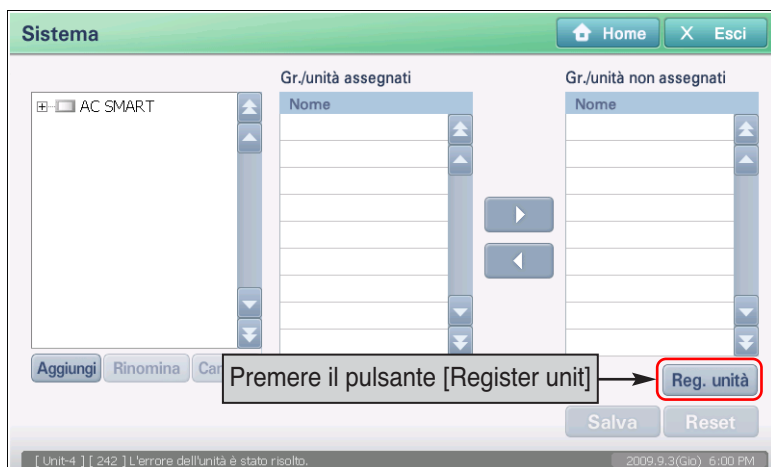 Sistema
Home
X Esci
Gr./unità assegnati
Gr./unità non assegnati
AC SMART
Nome
Nome
Aggiungi
Rinomina
Premere il pulsante [Register unit]
Reg. unità
Salva
Reset
[ Unit-4 ] [ 242 ] L'errore dell'unità è stato risolto.
2009.9.3(Gio) 6:00 PM